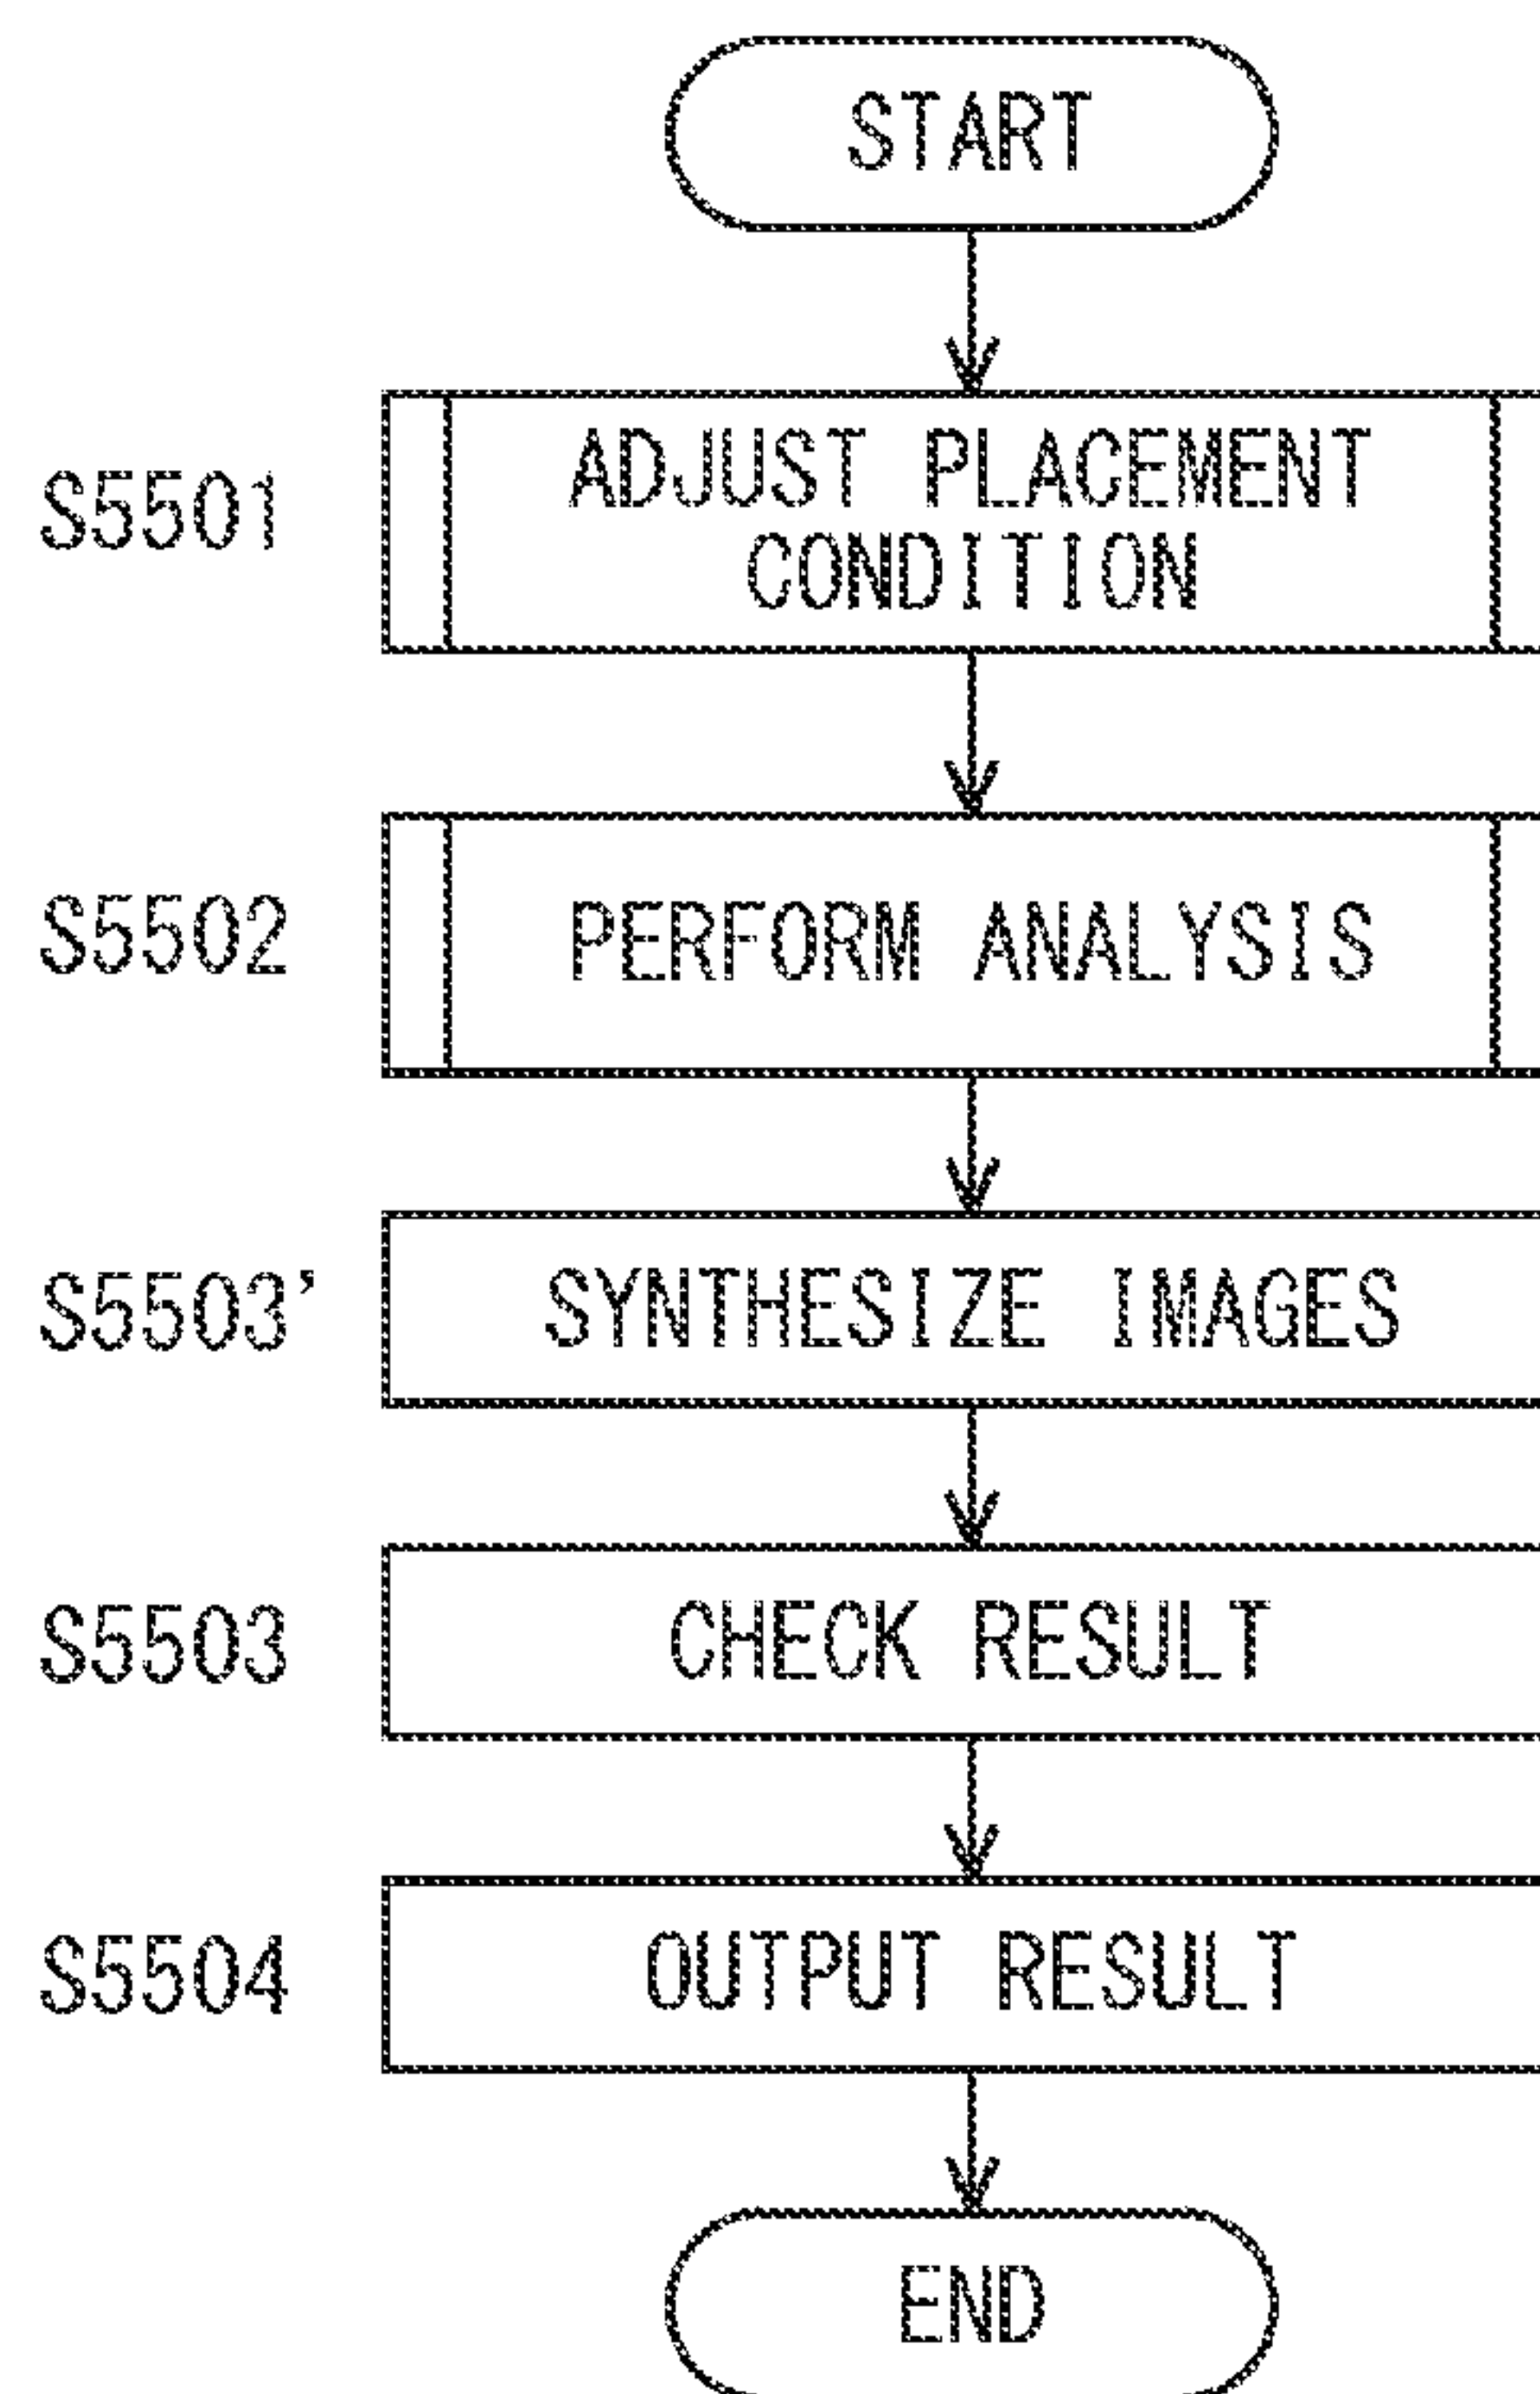 START
S5501
ADJUST PLACEMENT
CONDITION
S5502
PERFORM ANALYSIS
S5503'
SYNTHESIZE IMAGES
S5503
CHECK RESULT
S5504
OUTPUT RESULT
END